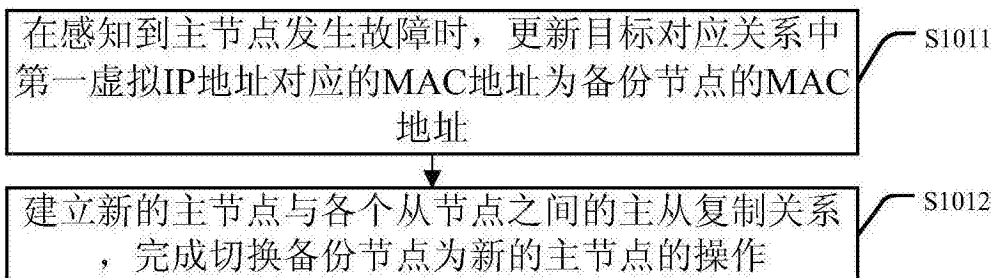 在感知到主节点发生故障时，更新目标对应关系中
第一虚拟IP地址对应的MAC地址为备份节点的MAC
地址
S1011
建立新的主节点与各个从节点之间的主从复制关系
，完成切换备份节点为新的主节点的操作
S1012